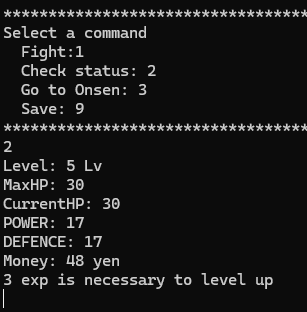 **********************************
Select a command
  Fight:1
  Check status: 2
  Go to Onsen: 3
  Save: 9
**********************************
2
Level: 5 Lv
MaxHP: 30
CurrentHP: 30
POWER: 17
DEFENCE: 17
Money: 48 yen
3 exp is necessary to level up